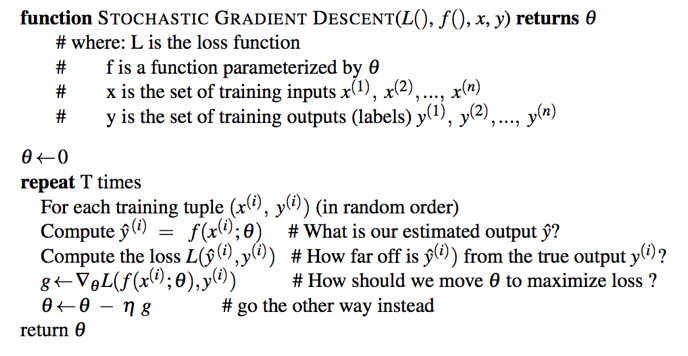 function STOCHASTIC GRADIENT DESCENT(L(), f(), x, y) returns θ
# where: L is the loss function
# f is a function parameterized by θ
# x is the set of training inputs x⁽¹⁾, x⁽²⁾,..., x⁽ⁿ⁾
# y is the set of training outputs (labels) y⁽¹⁾, y⁽²⁾,..., y⁽ⁿ⁾
θ←0
repeat T times
For each training tuple (x⁽ⁱ⁾, y⁽ⁱ⁾) (in random order)
Compute ŷ⁽ⁱ⁾ = f(x⁽ⁱ⁾;θ) # What is our estimated output ŷ?
Compute the loss L(ŷ⁽ⁱ⁾,y⁽ⁱ⁾) # How far off is ŷ⁽ⁱ⁾) from the true output y⁽ⁱ⁾?
g←∇θL(f(x⁽ⁱ⁾;θ),y⁽ⁱ⁾) # How should we move θ to maximize loss ?
θ←θ − η g # go the other way instead
return θ